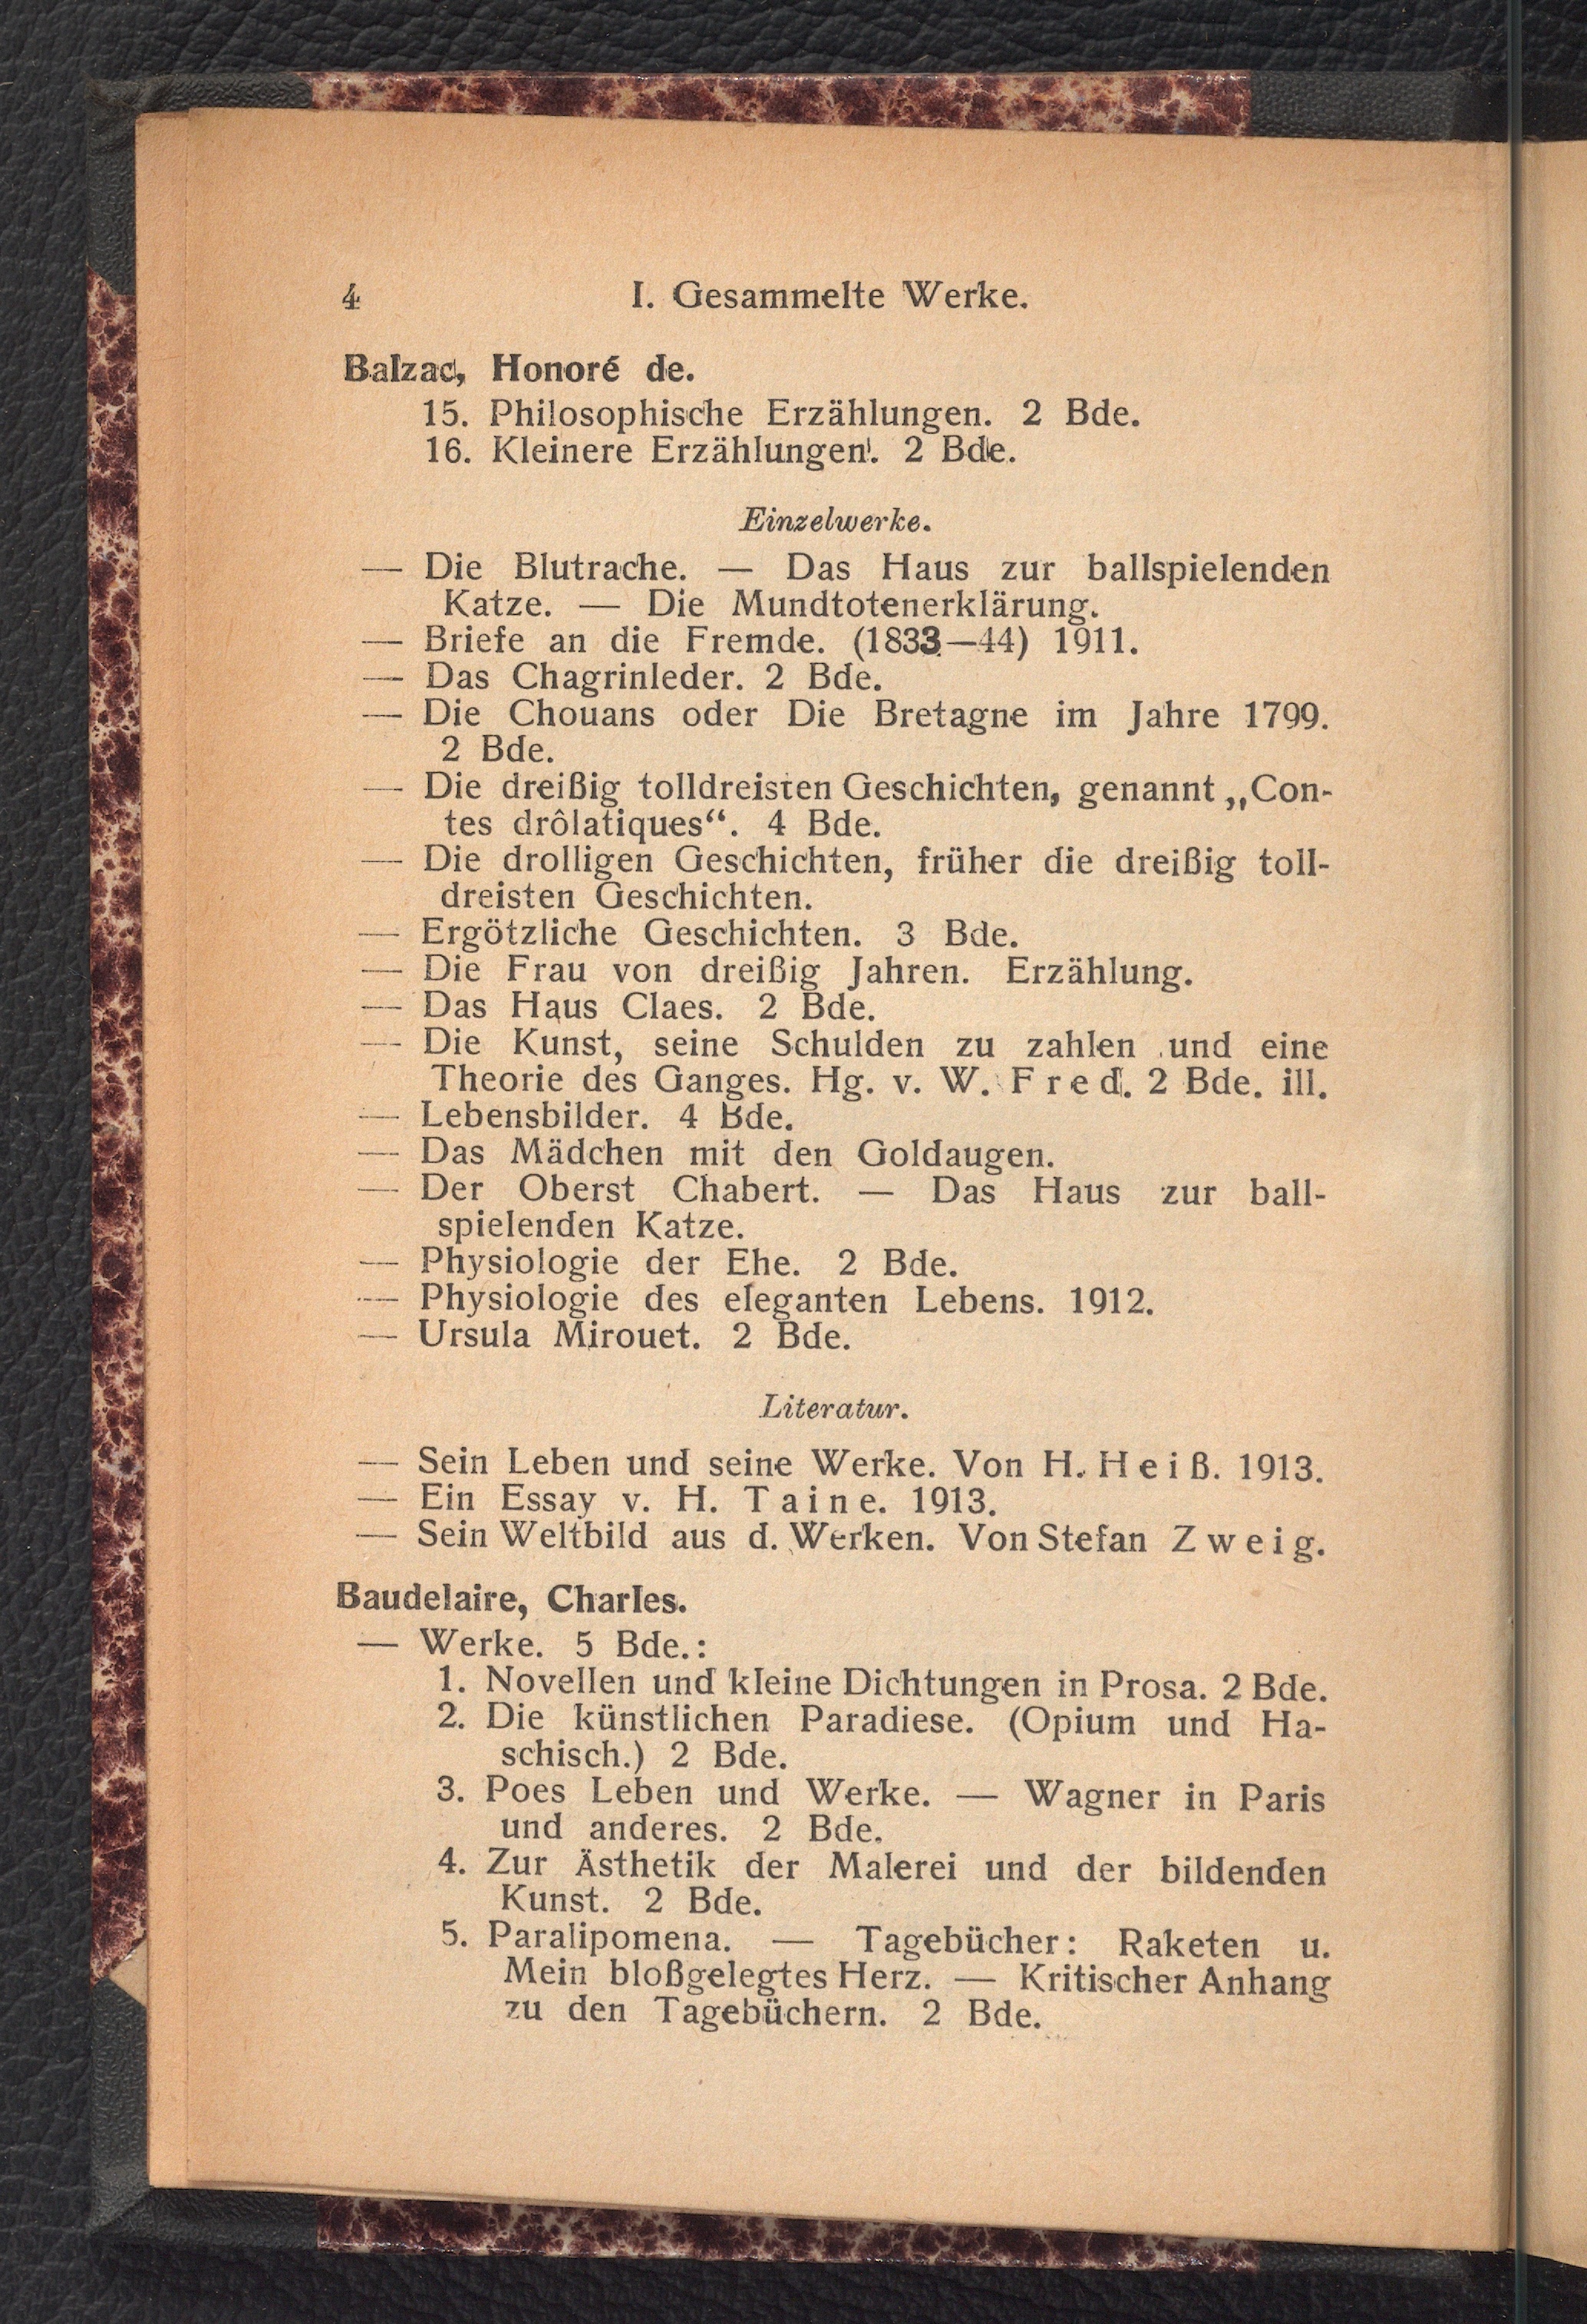 4 I. Gesammelte Werke.
Balzac, Honoré de.
15. Philosophische Erzählungen. 2 Bde.
16. Kleinere Erzählungen. 2 Bde.
Einzelwerke.
— Die Blutrache. — Das Haus zur ballspielenden
Katze. — Die Mundtotenerklärung.
— Briefe an die Fremde. (1833—44) 1911.
— Das Chagrinleder. 2 Bde.
— Die Chouans oder Die Bretagne im Jahre 1799.
2 Bde.
— Die dreißig tolldreisten Geschichten, genannt „Con-
tes drôlatiques“. 4 Bde.
— Die drolligen Geschichten, früher die dreißig toll-
dreisten Geschichten.
— Ergötzliche Geschichten. 3 Bde.
— Die Frau von dreißig Jahren. Erzählung.
— Das Haus Claes. 2 Bde.
— Die Kunst, seine Schulden zu zahlen und eine
Theorie des Ganges. Hg. v. W. Fred. 2 Bde. ill.
— Lebensbilder. 4 Bde.
— Das Mädchen mit den Goldaugen.
— Der Oberst Chabert. — Das Haus zur ball-
spielenden Katze.
— Physiologie der Ehe. 2 Bde.
— Physiologie des eleganten Lebens. 1912.
— Ursula Mirouet. 2 Bde.
Literatur.
— Sein Leben und seine Werke. Von H. Heiß. 1913.
— Ein Essay v. H. Taine. 1913.
— Sein Weltbild aus d. Werken. Von Stefan Zweig.
Baudelaire, Charles.
— Werke. 5 Bde.:
1. Novellen und kleine Dichtungen in Prosa. 2 Bde.
2. Die künstlichen Paradiese. (Opium und Ha-
schisch.) 2 Bde.
3. Poes Leben und Werke. — Wagner in Paris
und anderes. 2 Bde.
4. Zur Ästhetik der Malerei und der bildenden
Kunst. 2 Bde.
5. Paralipomena. — Tagebücher: Raketen u.
Mein bloßgelegtes Herz. — Kritischer Anhang
zu den Tagebüchern. 2 Bde.